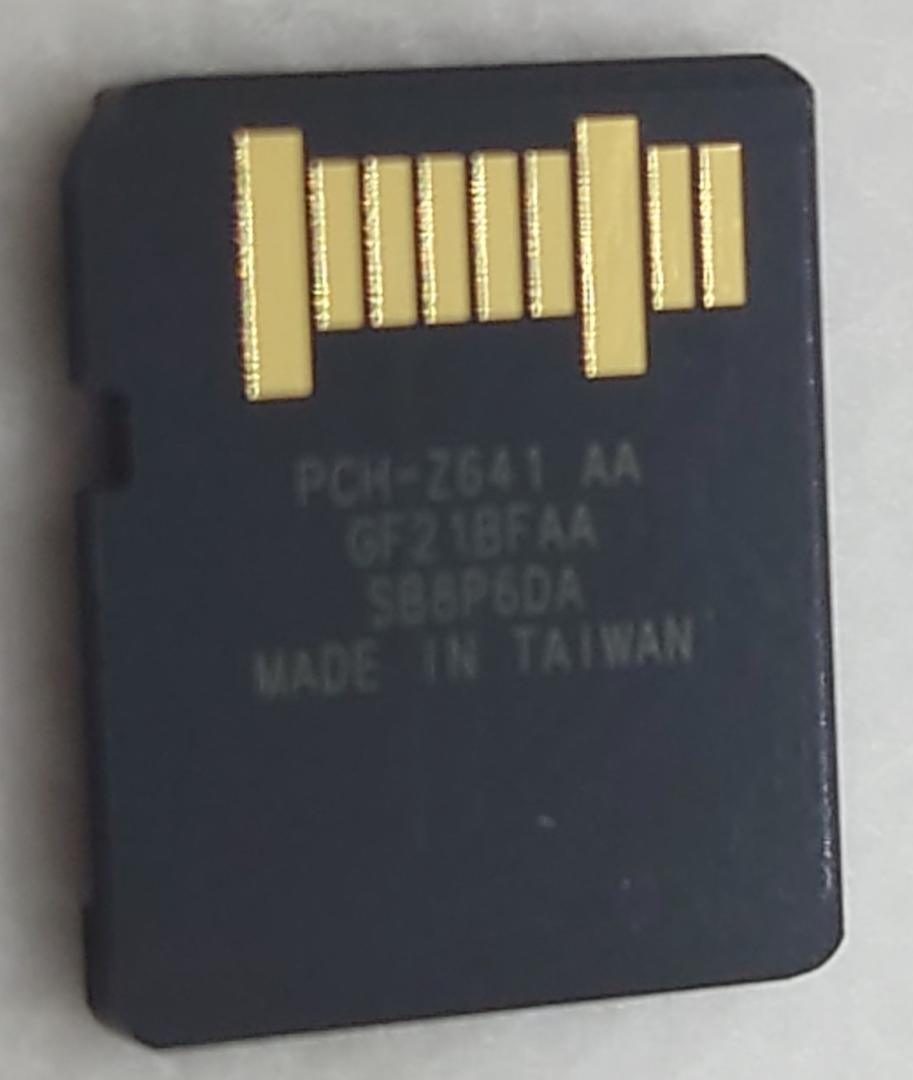 PCH-Z641 AA
GF21BFAA
SB8P6DA
MADE IN TAIWAN